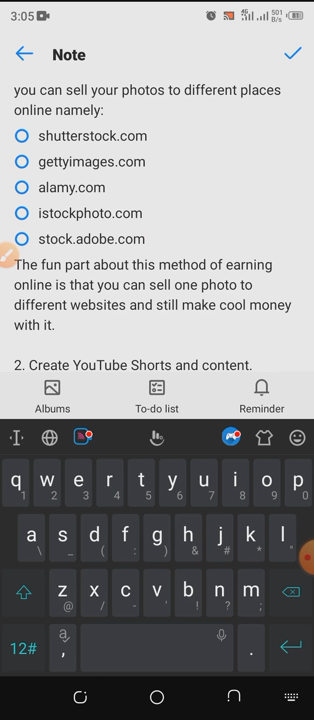 3:05
4G
501 B/s
83
Note
you can sell your photos to different places
online namely:
shutterstock.com
gettyimages.com
alamy.com
istockphoto.com
stock.adobe.com
The fun part about this method of earning
online is that you can sell one photo to
different websites and still make cool money
with it.
2. Create YouTube Shorts and content.
Albums To-do list Reminder
q w e r t y u i o p
1 2 3 4 5 6 7 8 9 0
a s d f g h j k l
\ _ ( : ) & # * "
z x c v b n m
@ / - ' ! ? ;
12# a , .